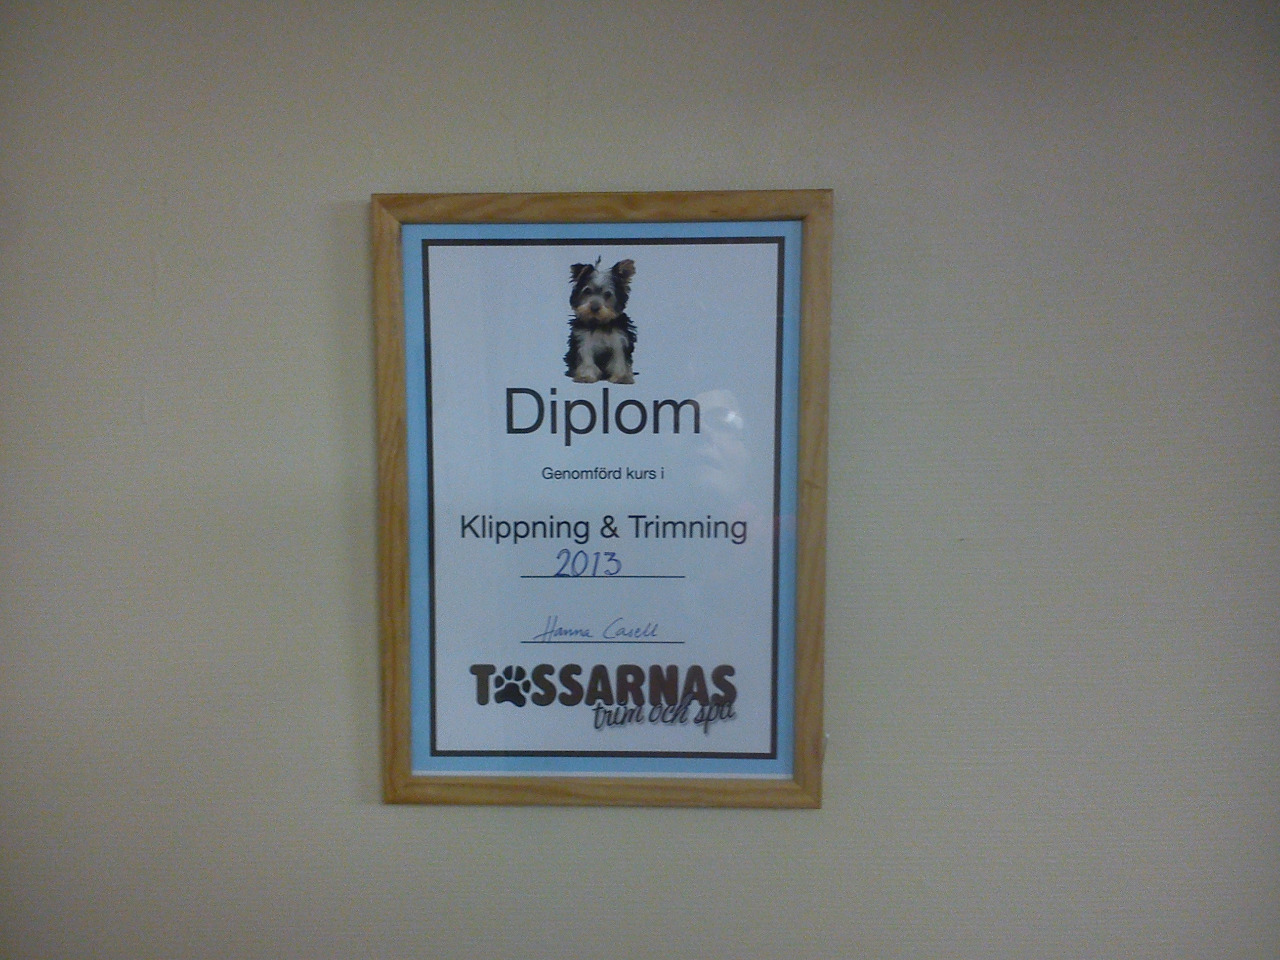 Diplom
Genomförd kurs i
Klippning & Trimning
2013
Hanna Casell
TASSARNAS
trim och spa